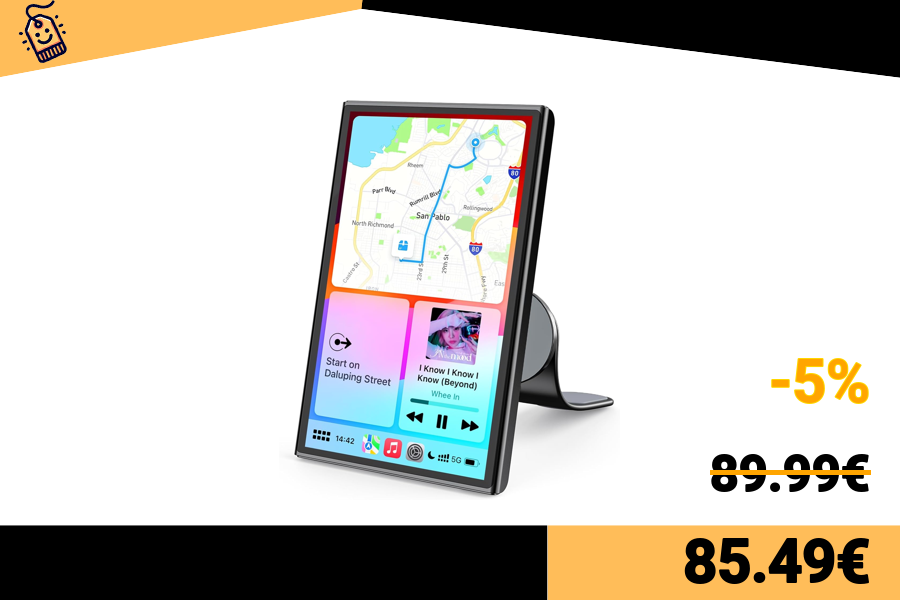 Rheem
80
Parr Blvd
Rumrill Blvd
Rollingwood
San Pablo
North Richmond
80
23rd S
29th St
Castro St
Eas
Start on
Daluping Street
I Know I Know I
Know (Beyond)
Whee In
14:42
5G
-5%
89.99€
85.49€